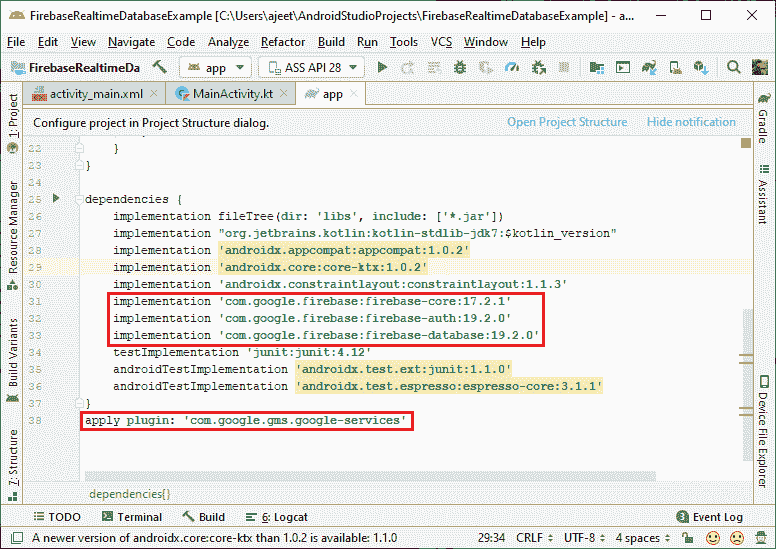 FirebaseRealtimeDatabaseExample [C:\Users\ajeet\AndroidStudioProjects\FirebaseRealtimeDatabaseExample] - a...
File Edit View Navigate Code Analyze Refactor Build Run Tools VCS Window Help
FirebaseRealtimeDa app ASS API 28
activity_main.xml MainActivity.kt app
Configure project in Project Structure dialog. Open Project Structure Hide notification
22 }
23 }
24
25 dependencies {
26 implementation fileTree(dir: 'libs', include: ['*.jar'])
27 implementation "org.jetbrains.kotlin:kotlin-stdlib-jdk7:$kotlin_version"
28 implementation 'androidx.appcompat:appcompat:1.0.2'
29 implementation 'androidx.core:core-ktx:1.0.2'
30 implementation 'androidx.constraintlayout:constraintlayout:1.1.3'
31 implementation 'com.google.firebase:firebase-core:17.2.1'
32 implementation 'com.google.firebase:firebase-auth:19.2.0'
33 implementation 'com.google.firebase:firebase-database:19.2.0'
34 testImplementation 'junit:junit:4.12'
35 androidTestImplementation 'androidx.test.ext:junit:1.1.0'
36 androidTestImplementation 'androidx.test.espresso:espresso-core:3.1.1'
37 }
38 apply plugin: 'com.google.gms.google-services'
dependencies{}
1: Project
Resource Manager
Build Variants
7: Structure
Gradle
Assistant
Device File Explorer
TODO Terminal Build 6: Logcat 3 Event Log
A newer version of androidx.core:core-ktx than 1.0.2 is available: 1.1.0 29:34 CRLF UTF-8 4 spaces